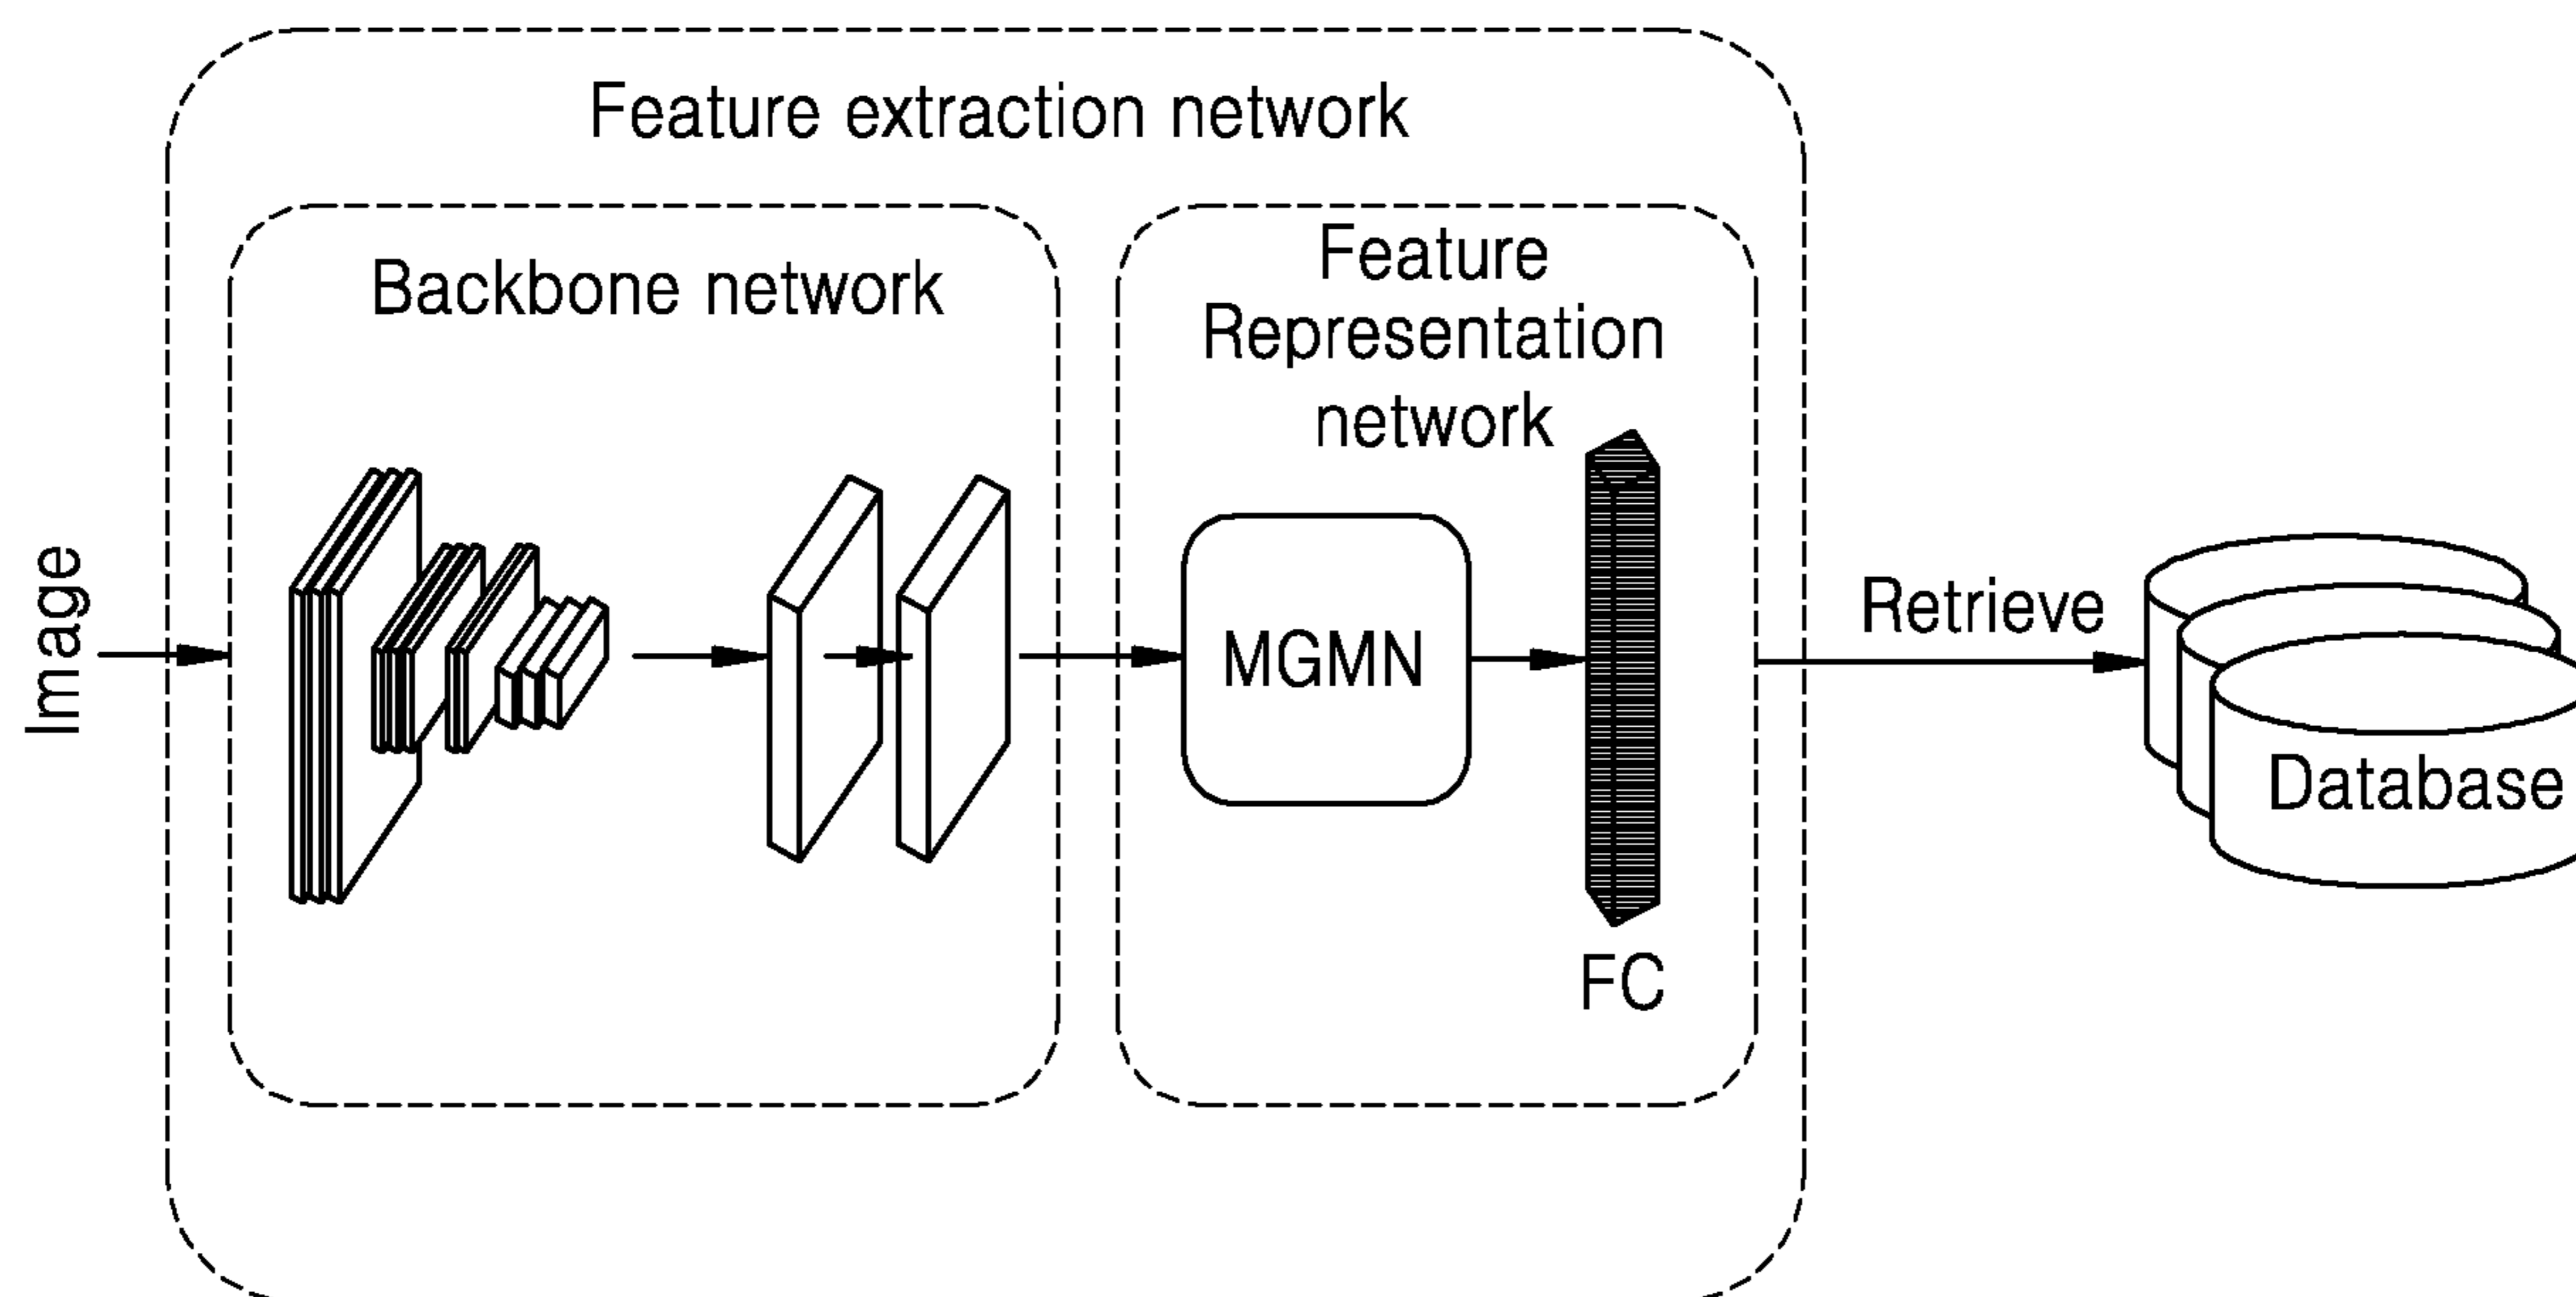 Feature extraction network
Backbone network
Feature
Representation
network
Image
MGMN
FC
Retrieve
Database